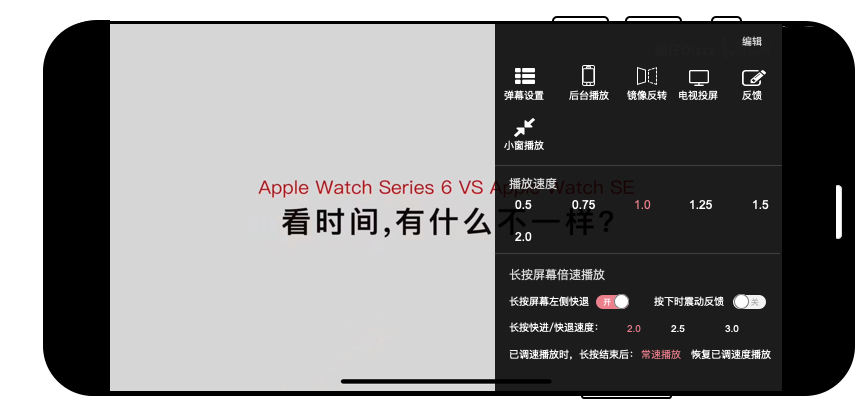 编辑
弹幕设置 后台播放 镜像反转 电视投屏 反馈
小窗播放
Apple Watch Series 6 VS Apple Watch SE
看时间,有什么不一样?
播放速度
0.5 0.75 1.0 1.25 1.5
2.0
长按屏幕倍速播放
长按屏幕左侧快退 开 按下时震动反馈 关
长按快进/快退速度： 2.0 2.5 3.0
已调速播放时，长按结束后： 常速播放 恢复已调速度播放